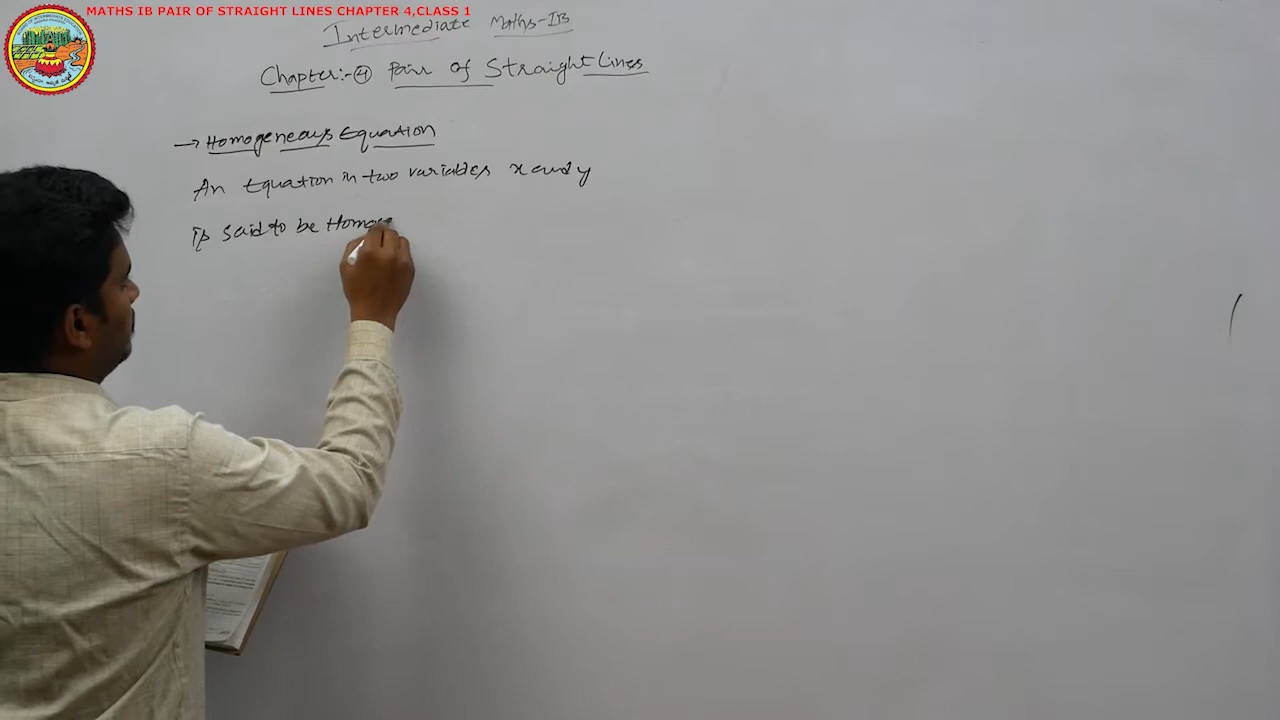 MATHS IB PAIR OF STRAIGHT LINES CHAPTER 4,CLASS 1
Intermediate Maths-IB
Chapter:-④ Pair of Straight Lines
→ Homogeneous Equation
An Equation in two variables x and y
is said to be Homog